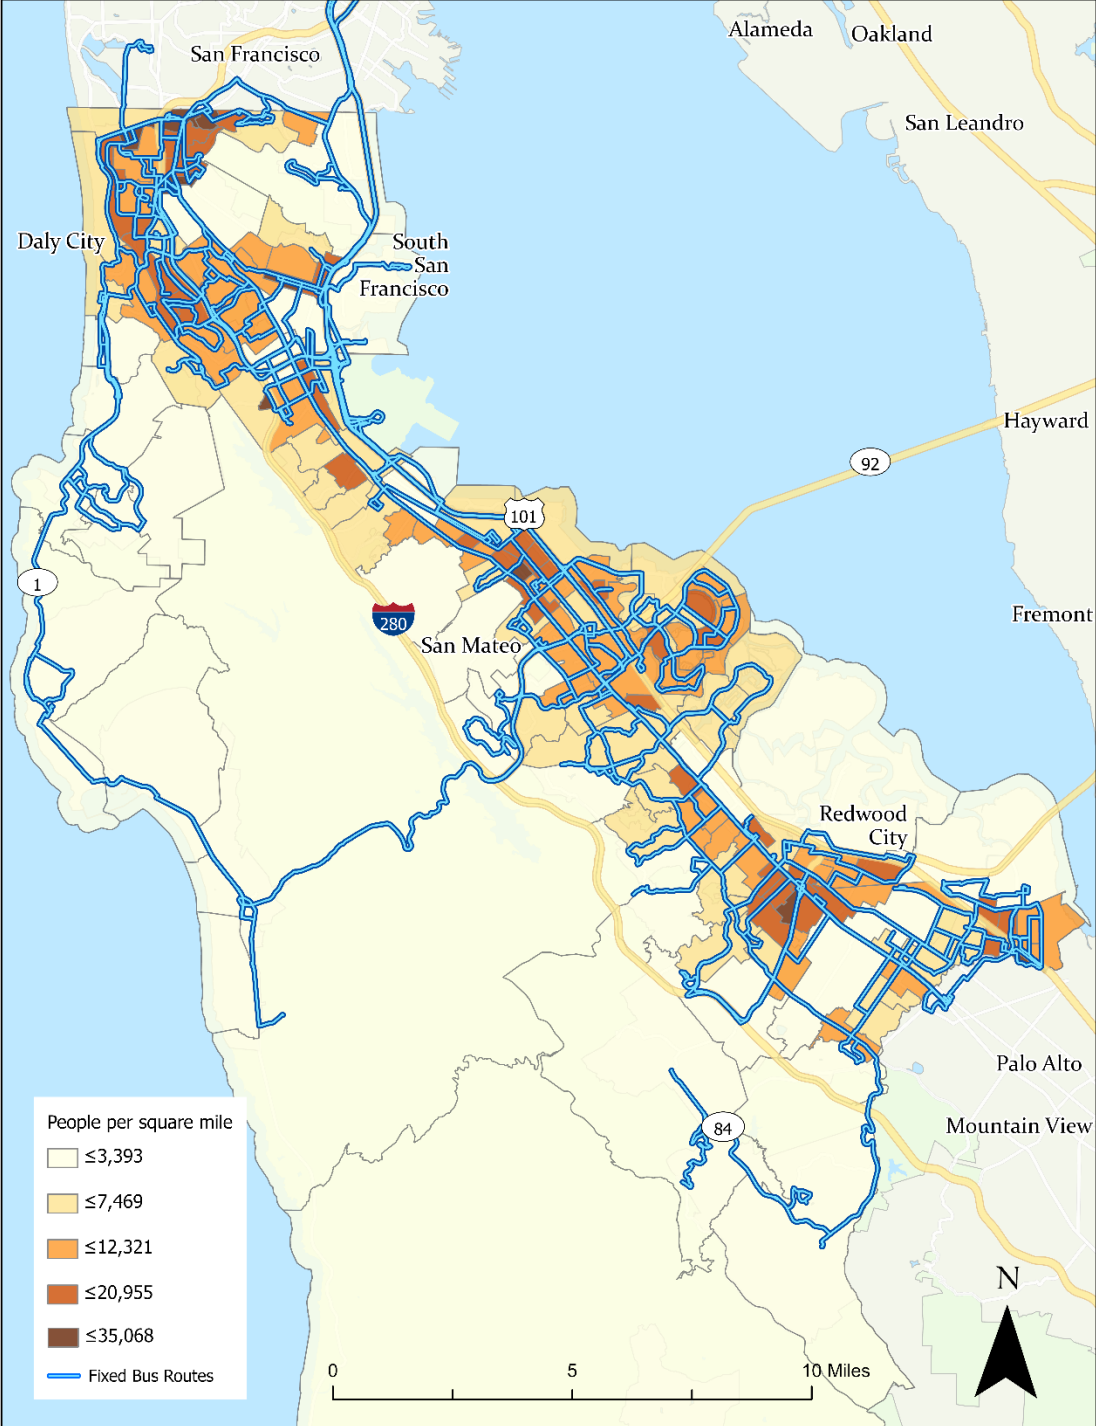 Alameda
Oakland
San Francisco
San Leandro
Daly City
South
San
Francisco
Hayward
92
101
1
280
Fremont
San Mateo
Redwood
City
Palo Alto
84
Mountain View
People per square mile
≤3,393
≤7,469
≤12,321
≤20,955
≤35,068
Fixed Bus Routes
N
0 5 10 Miles